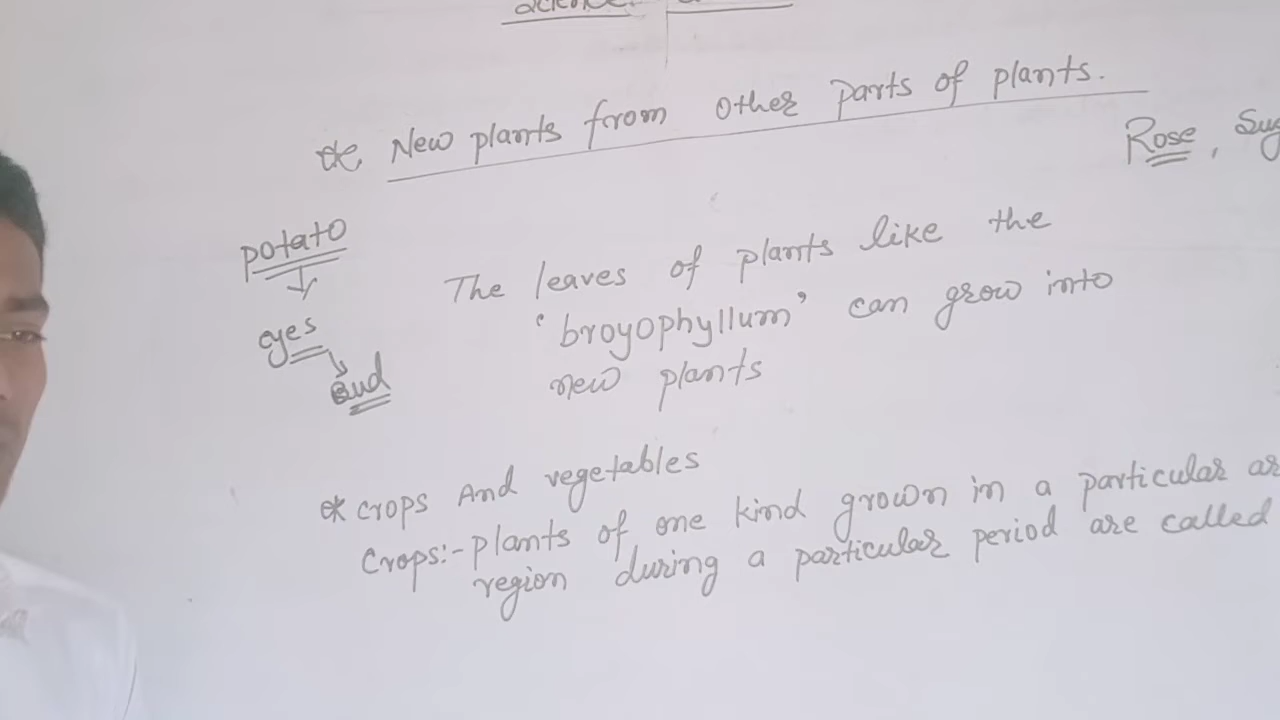 Science
* New plants from other parts of plants.
Rose,
potato
eyes
Bud
The leaves of plants like the
'broyophyllum' can grow into
new plants
* Crops And vegetables
Crops:- plants of one kind grown in a particular
region during a particular period are called